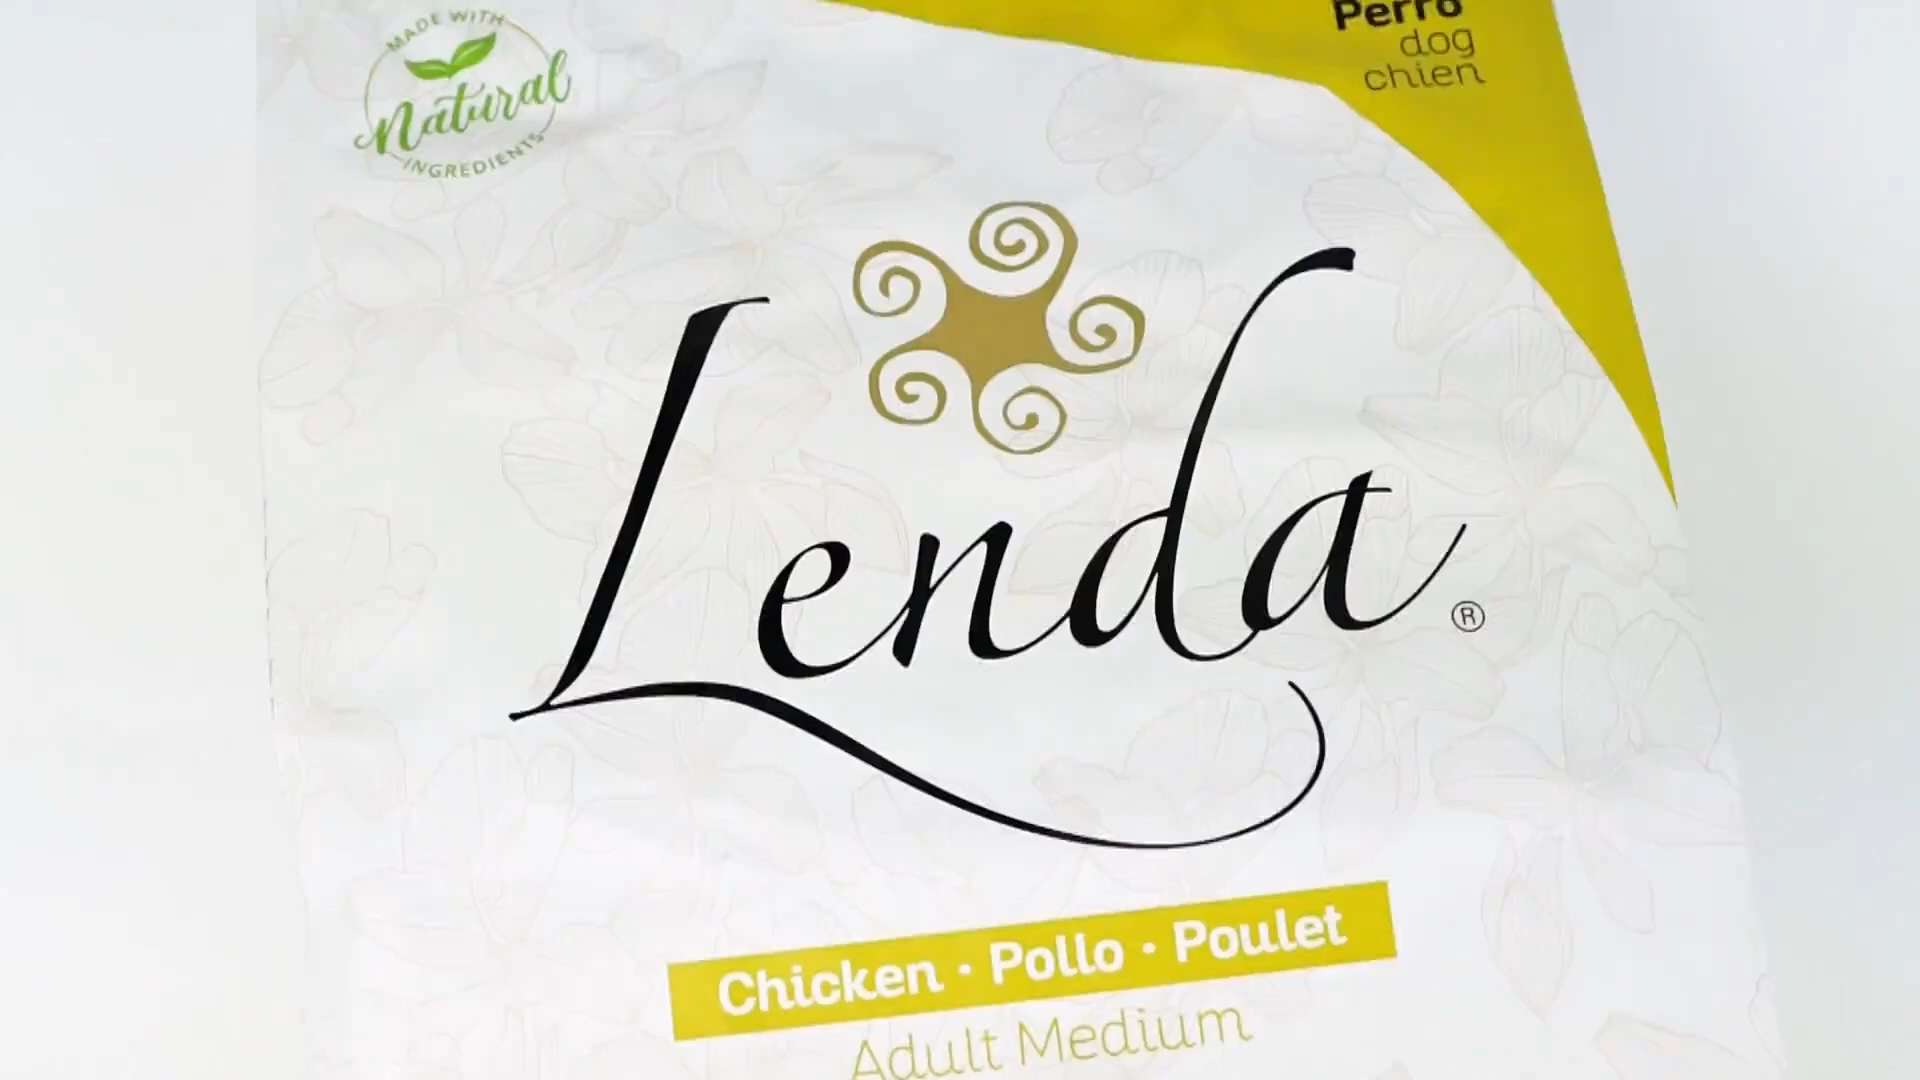 MADE WITH
Natural
INGREDIENTS
Perro
dog
chien
Lenda
®
Chicken · Pollo · Poulet
Adult Medium